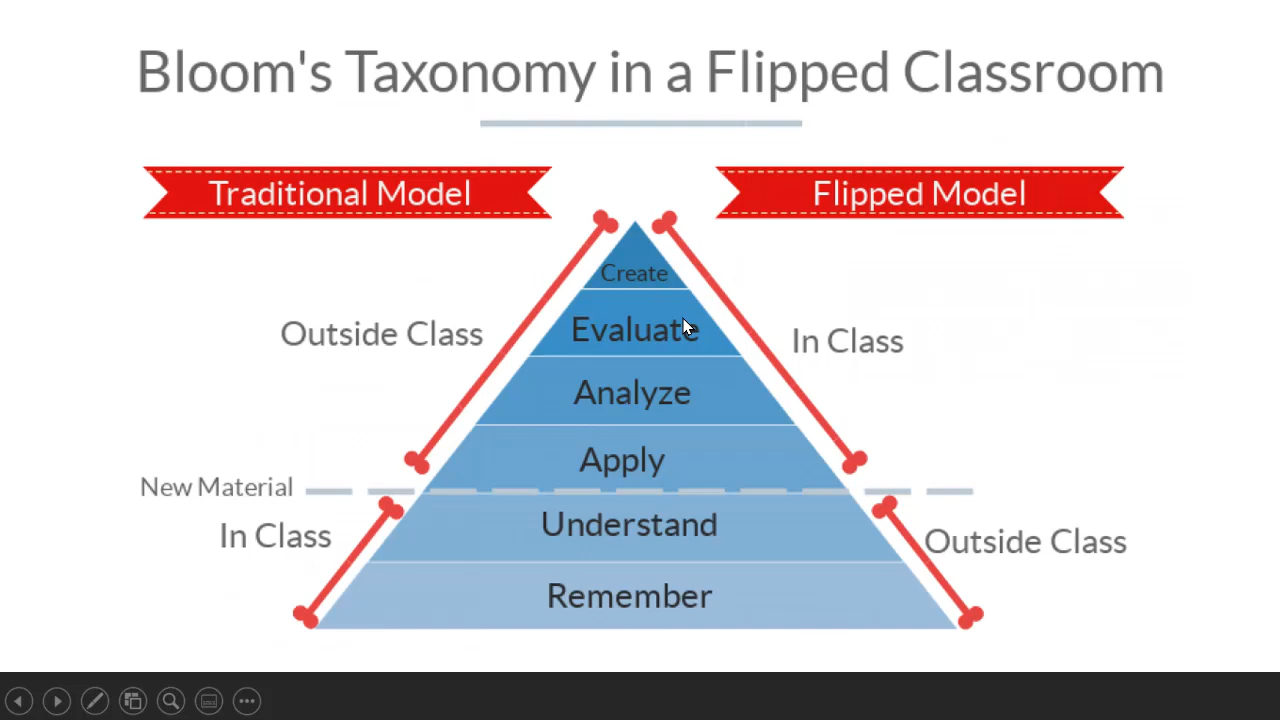 Bloom's Taxonomy in a Flipped Classroom
Traditional Model
Flipped Model
Create
Evaluate
Outside Class
In Class
Analyze
Apply
New Material
Understand
In Class
Outside Class
Remember